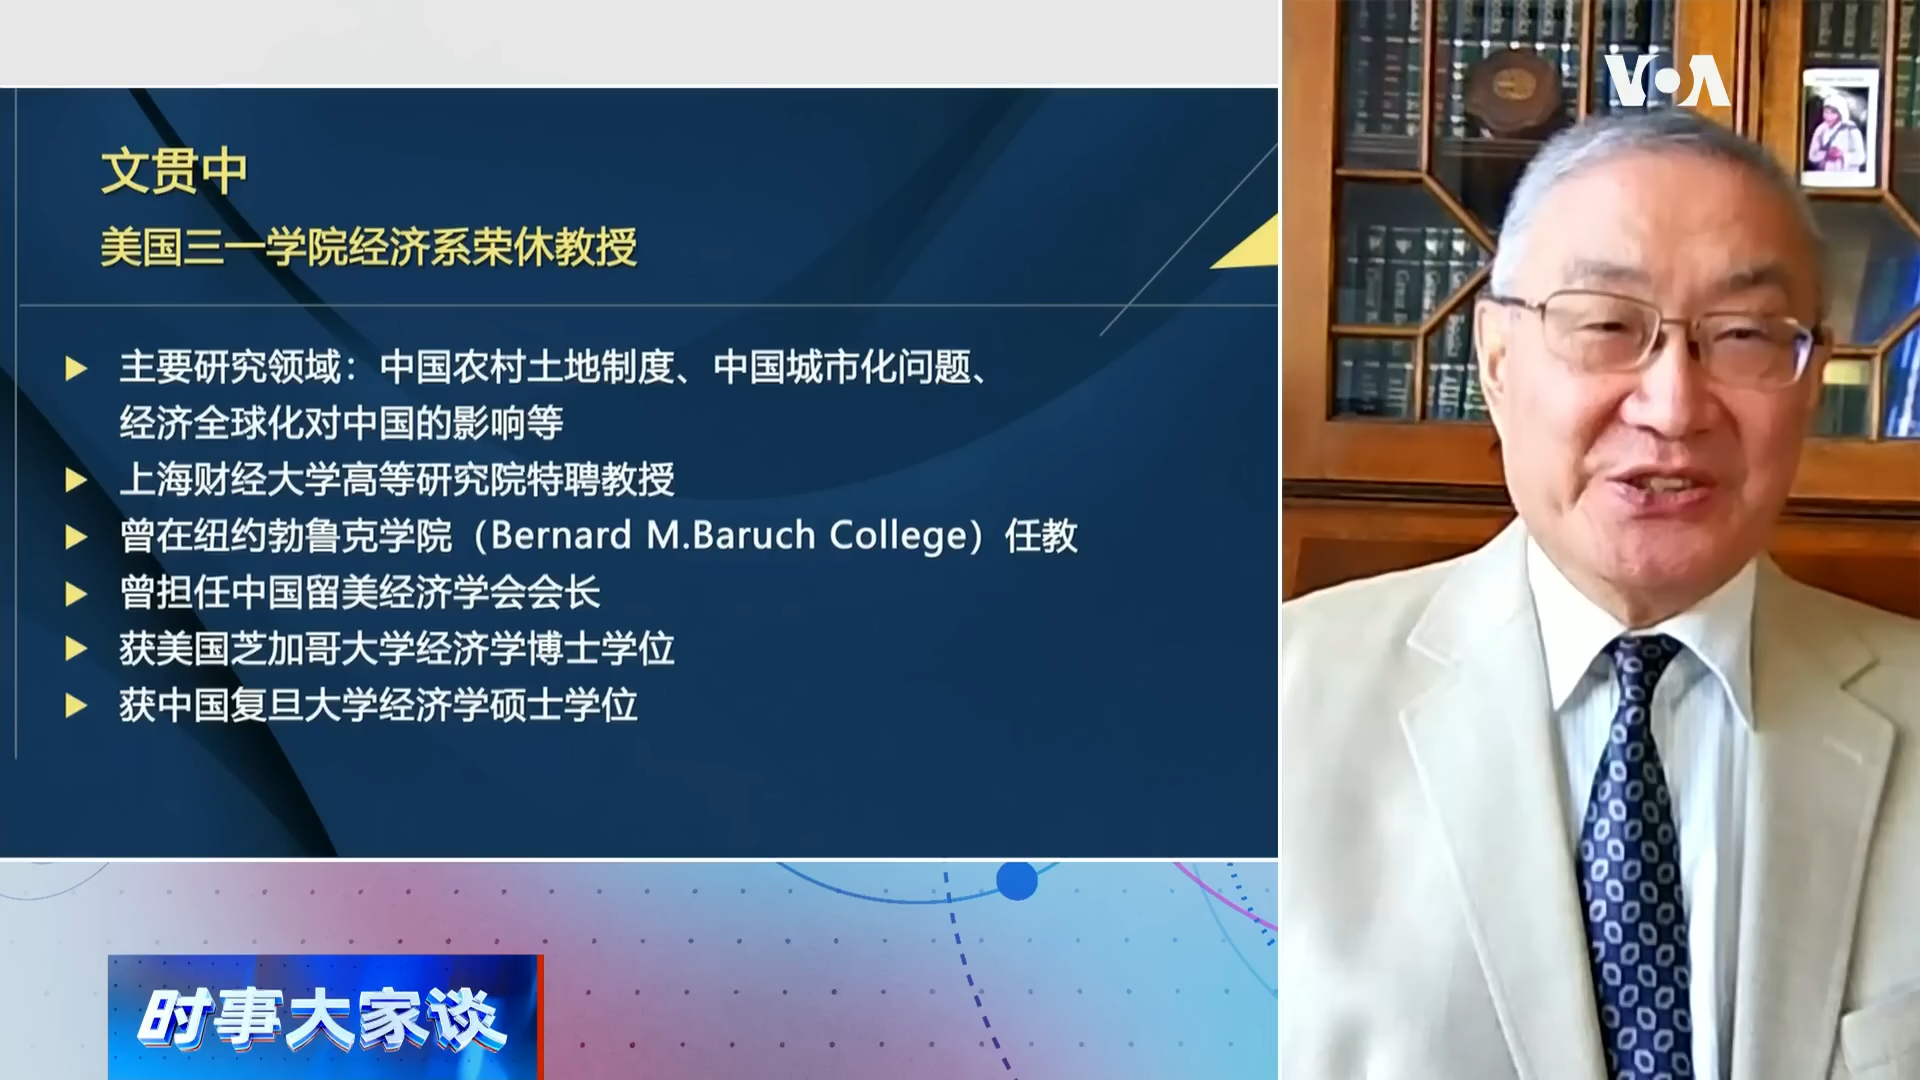 文贯中
美国三一学院经济系荣休教授
主要研究领域：中国农村土地制度、中国城市化问题、
经济全球化对中国的影响等
上海财经大学高等研究院特聘教授
曾在纽约勃鲁克学院（Bernard M.Baruch College）任教
曾担任中国留美经济学会会长
获美国芝加哥大学经济学博士学位
获中国复旦大学经济学硕士学位
时事大家谈
VOA